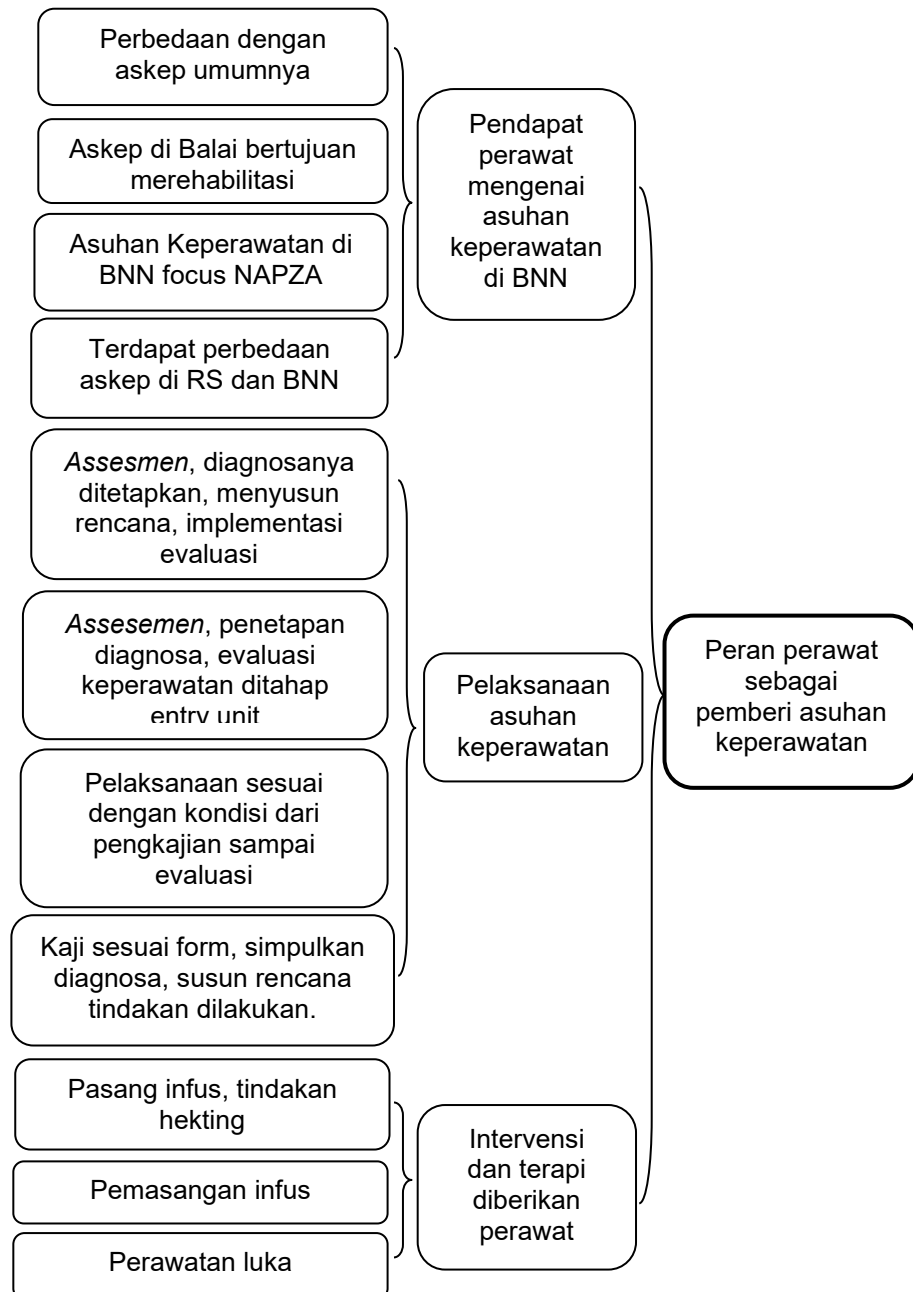 Perbedaan dengan
askep umumnya
Askep di Balai bertujuan
merehabilitasi
Asuhan Keperawatan di
BNN focus NAPZA
Terdapat perbedaan
askep di RS dan BNN
Pendapat
perawat
mengenai
asuhan
keperawatan
di BNN
Assesmen, diagnosanya
ditetapkan, menyusun
rencana, implementasi
evaluasi
Assesemen, penetapan
diagnosa, evaluasi
keperawatan ditahap
entry unit
Pelaksanaan sesuai
dengan kondisi dari
pengkajian sampai
evaluasi
Kaji sesuai form, simpulkan
diagnosa, susun rencana
tindakan dilakukan.
Pelaksanaan
asuhan
keperawatan
Pasang infus, tindakan
hekting
Pemasangan infus
Perawatan luka
Intervensi
dan terapi
diberikan
perawat
Peran perawat
sebagai
pemberi asuhan
keperawatan